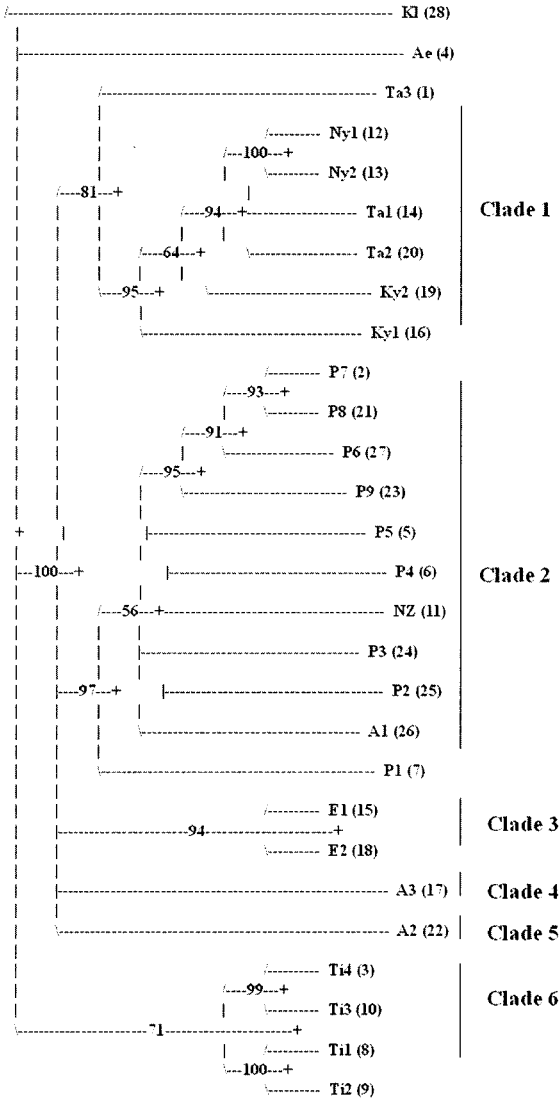 Kl (28)
Ae (4)
Ta3 (1)
Ny1 (12)
100
Ny2 (13)
81
94
Ta1 (14)
Clade 1
64
Ta2 (20)
95
Ky2 (19)
Ky1 (16)
P7 (2)
93
P8 (21)
91
P6 (27)
95
P9 (23)
P5 (5)
100
P4 (6)
Clade 2
56
NZ (11)
P3 (24)
97
P2 (25)
A1 (26)
P1 (7)
E1 (15)
94
Clade 3
E2 (18)
A3 (17)
Clade 4
A2 (22)
Clade 5
Ti4 (3)
99
Clade 6
Ti3 (10)
71
Ti1 (8)
100
Ti2 (9)